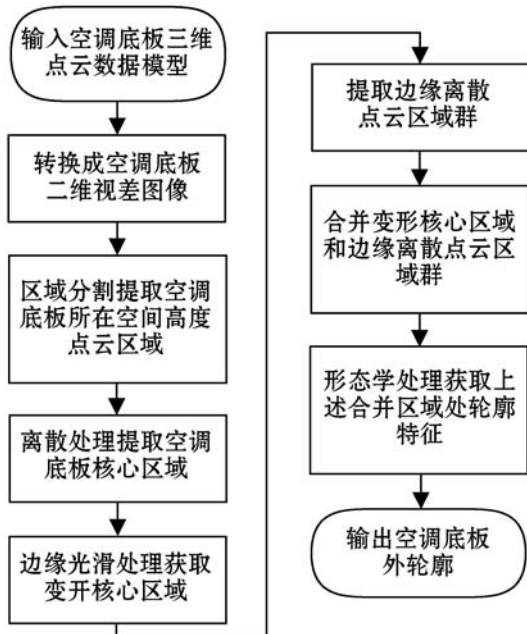 输入空调底板三维
点云数据模型
转换成空调底板
二维视差图像
区域分割提取空调
底板所在空间高度
点云区域
离散处理提取空调
底板核心区域
边缘光滑处理获取
变开核心区域
提取边缘离散
点云区域群
合并变形核心区域
和边缘离散点云区
域群
形态学处理获取上
述合并区域处轮廓
特征
输出空调底板
外轮廓